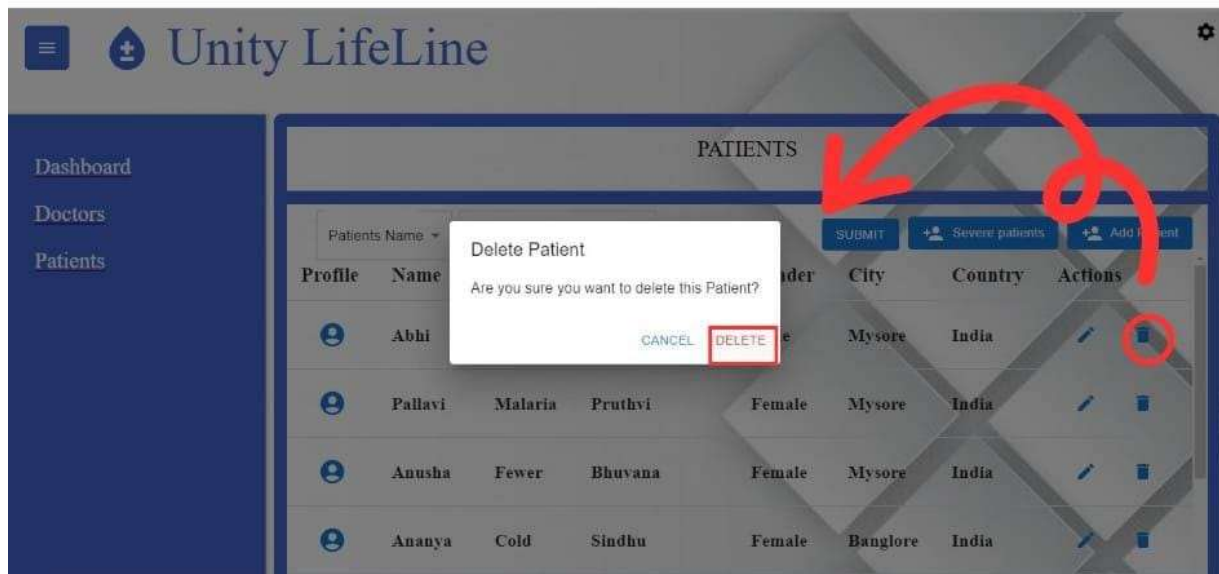 Unity LifeLine
Dashboard
Doctors
Patients
PATIENTS
Patients Name
SUBMIT
Severe patients
Add
Profile Name City Country Actions
Delete Patient
Are you sure you want to delete this Patient?
CANCEL DELETE
Abhi Mysore India
Pallavi Malaria Pruthvi Female Mysore India
Anusha Fewer Bhuvana Female Mysore India
Ananya Cold Sindhu Female Banglore India